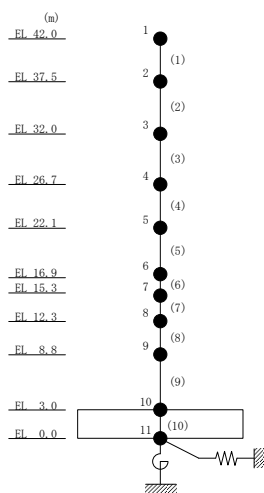 (m)
EL 42.0 1
(1)
EL 37.5 2
(2)
EL 32.0 3
(3)
EL 26.7 4
(4)
EL 22.1 5
(5)
EL 16.9 6
(6)
EL 15.3 7
(7)
EL 12.3 8
(8)
EL 8.8 9
(9)
EL 3.0 10
(10)
EL 0.0 11